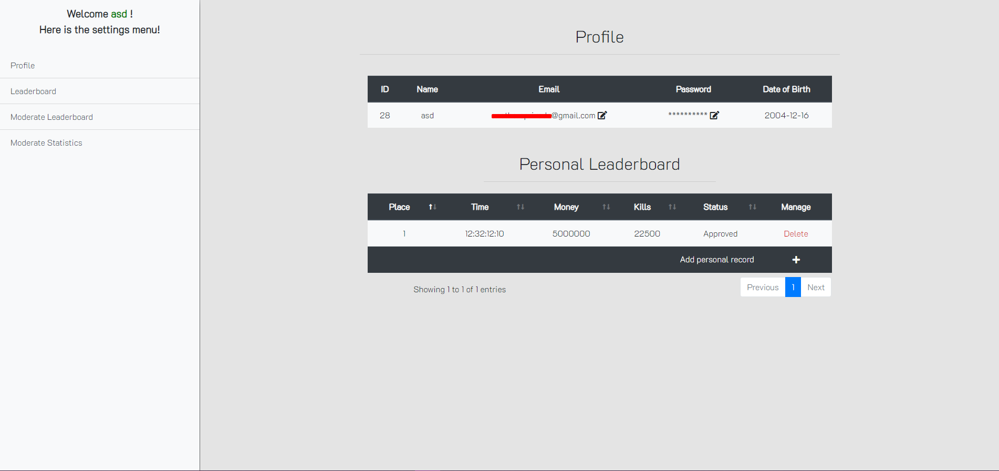 Welcome asd !
Here is the settings menu!
Profile
Leaderboard
Moderate Leaderboard
Moderate Statistics
Profile
ID Name Email Password Date of Birth
28 asd @gmail.com ********** 2004-12-16
Personal Leaderboard
Place Time Money Kills Status Manage
1 12:32:12:10 5000000 22500 Approved Delete
Add personal record
Showing 1 to 1 of 1 entries
Previous 1 Next